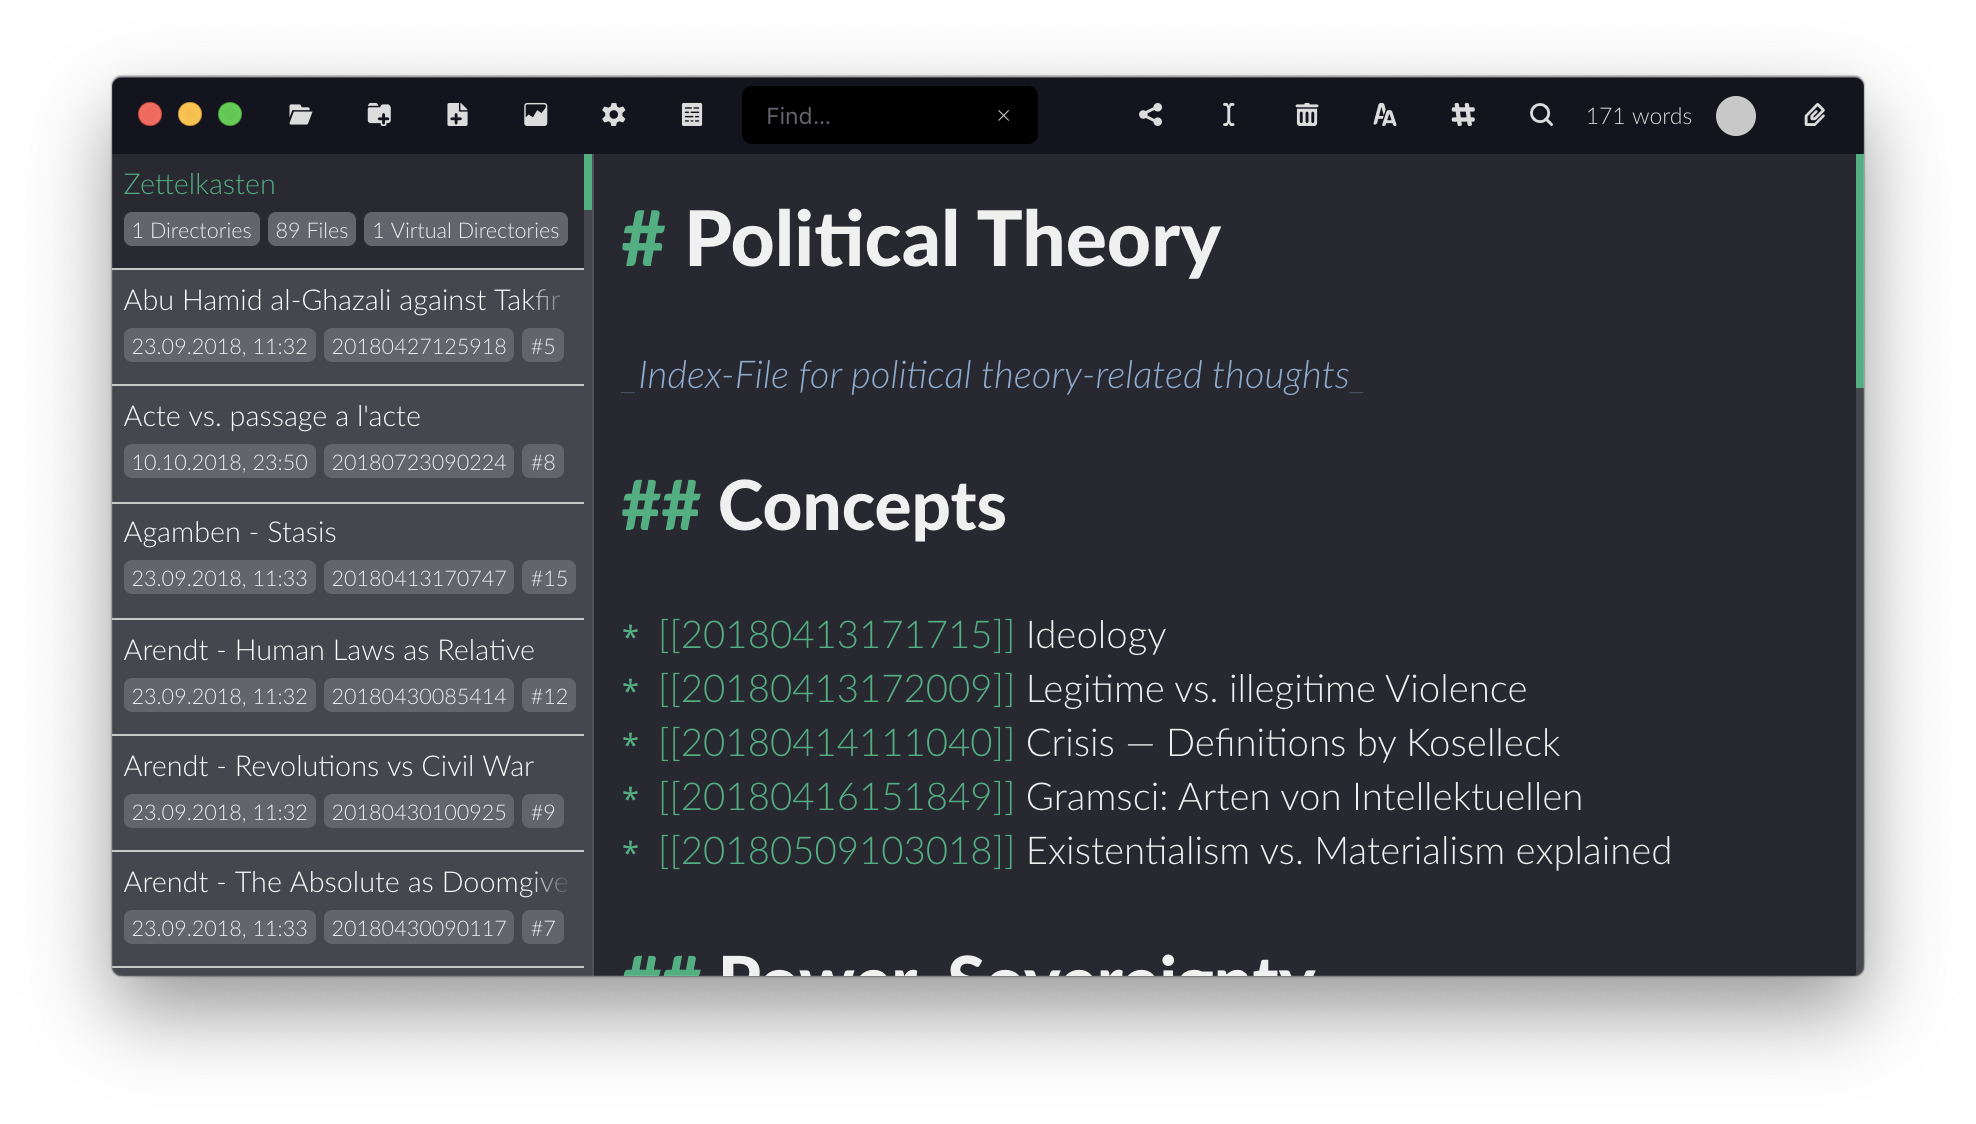 Find...
171 words
Zettelkasten
1 Directories 89 Files 1 Virtual Directories
Abu Hamid al-Ghazali against Takfir
23.09.2018, 11:32 20180427125918 #5
Acte vs. passage a l'acte
10.10.2018, 23:50 20180723090224 #8
Agamben - Stasis
23.09.2018, 11:33 20180413170747 #15
Arendt - Human Laws as Relative
23.09.2018, 11:32 20180430085414 #12
Arendt - Revolutions vs Civil War
23.09.2018, 11:32 20180430100925 #9
Arendt - The Absolute as Doomgive
23.09.2018, 11:33 20180430090117 #7
# Political Theory
_Index-File for political theory-related thoughts_
## Concepts
* [[20180413171715]] Ideology
* [[20180413172009]] Legitime vs. illegitime Violence
* [[20180414111040]] Crisis — Definitions by Koselleck
* [[20180416151849]] Gramsci: Arten von Intellektuellen
* [[20180509103018]] Existentialism vs. Materialism explained
## Power, Sovereignty